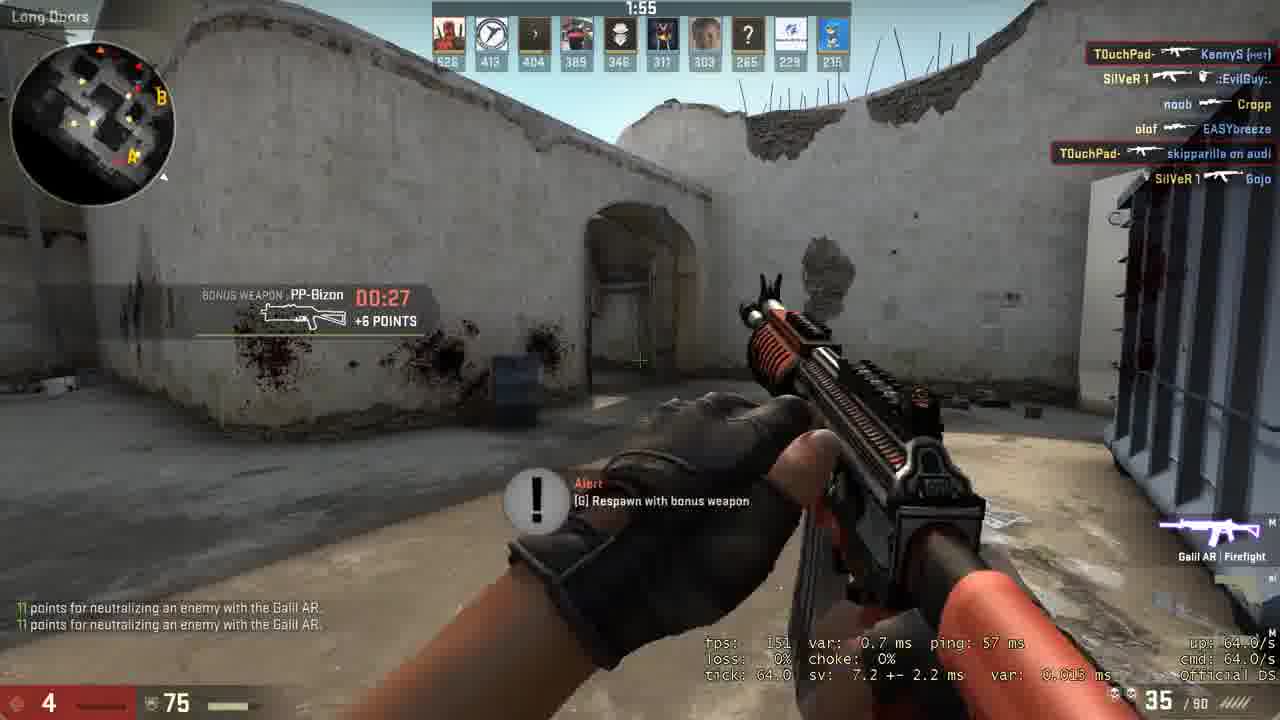 Long Doors
1:55
526 413 404 389 346 311 303 265 229 215
B
A
T0uchPad- KennyS
SilVeR 1 .:EvilGuy:.
noob Crapp
olof EASYbreeze
T0uchPad- skipparilla on audi
SilVeR 1 Gojo
BONUS WEAPON PP-Bizon 00:27
+6 POINTS
Alert
[G] Respawn with bonus weapon
Galil AR | Firefight
11 points for neutralizing an enemy with the Galil AR.
11 points for neutralizing an enemy with the Galil AR.
fps: 151 var: 0.7 ms ping: 57 ms up: 64.0/s
loss: 0% choke: 0% cmd: 64.0/s
tick: 64.0 sv: 7.2 +- 2.2 ms var: 0.015 ms Official DS
4 75 35 / 90